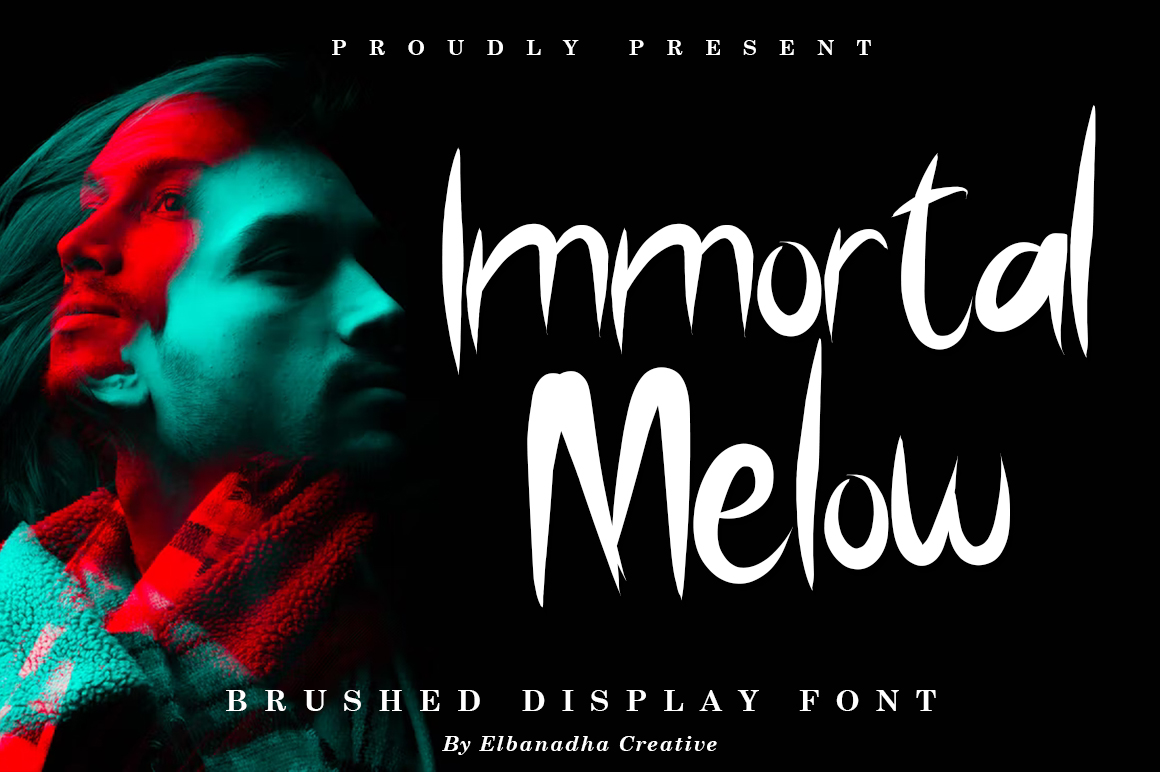 PROUDLY PRESENT
Immortal
Melow
BRUSHED DISPLAY FONT
By Elbanadha Creative